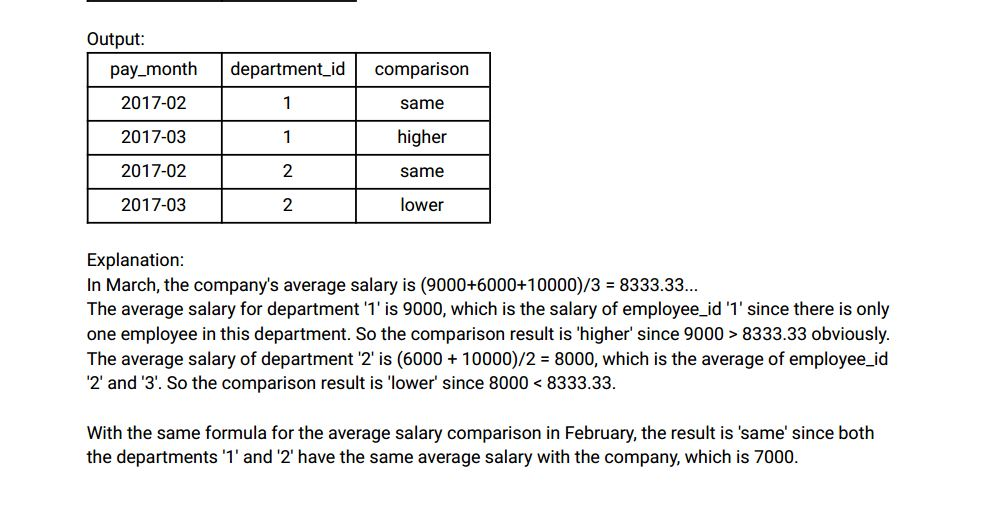 Output:
pay_month department_id comparison
2017-02 1 same
2017-03 1 higher
2017-02 2 same
2017-03 2 lower
Explanation:
In March, the company's average salary is (9000+6000+10000)/3 = 8333.33...
The average salary for department '1' is 9000, which is the salary of employee_id '1' since there is only
one employee in this department. So the comparison result is 'higher' since 9000 > 8333.33 obviously.
The average salary of department '2' is (6000 + 10000)/2 = 8000, which is the average of employee_id
'2' and '3'. So the comparison result is 'lower' since 8000 < 8333.33.
With the same formula for the average salary comparison in February, the result is 'same' since both
the departments '1' and '2' have the same average salary with the company, which is 7000.